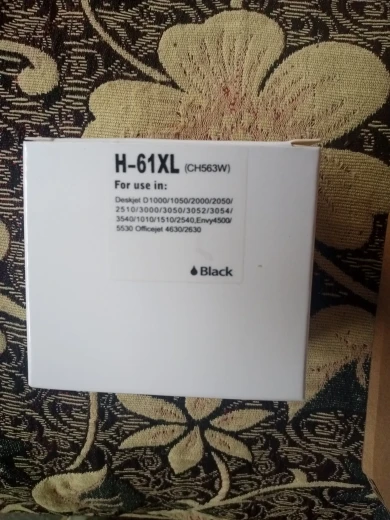 H-61XL (CH563W)
For use in:
Deskjet D1000/1050/2000/2050/
2510/3000/3050/3052/3054/
3540/1010/1510/2540,Envy4500/
5530 Officejet 4630/2630
Black